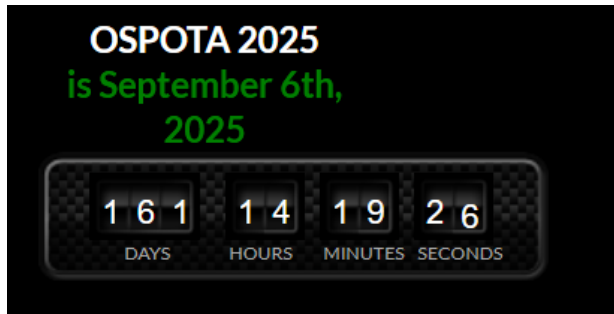 OSPOTA 2025
is September 6th,
2025
161 14 19 26
DAYS HOURS MINUTES SECONDS